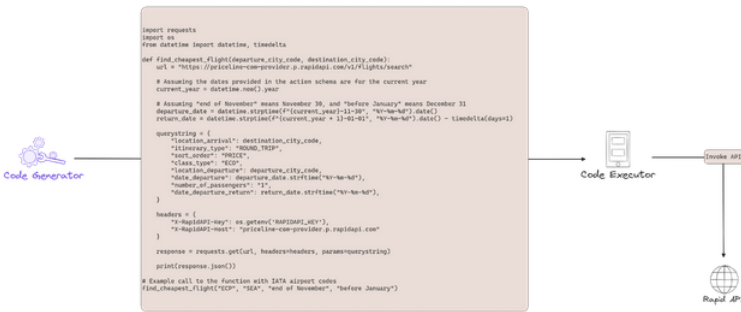 import requests
import os
from datetime import datetime, timedelta
def find_cheapest_flight(departure_city_code, destination_city_code):
url = "https://priceline-com-provider.p.rapidapi.com/v1/flights/search"
# Assuming the dates provided in the action schema are for the current year
current_year = datetime.now().year
# Assuming "end of November" means November 30, and "before January" means December 31
departure_date = datetime.strptime(f"{current_year}-11-30", "%Y-%m-%d").date()
return_date = datetime.strptime(f"{current_year + 1}-01-01", "%Y-%m-%d").date() - timedelta(days=1)
querystring = {
"location_arrival": destination_city_code,
"itinerary_type": "ROUND_TRIP",
"sort_order": "PRICE",
"class_type": "ECO",
"location_departure": departure_city_code,
"date_departure": departure_date.strftime("%Y-%m-%d"),
"number_of_passengers": "1",
"date_departure_return": return_date.strftime("%Y-%m-%d"),
}
headers = {
"X-RapidAPI-Key": os.getenv('RAPIDAPI_KEY'),
"X-RapidAPI-Host": "priceline-com-provider.p.rapidapi.com"
}
response = requests.get(url, headers=headers, params=querystring)
print(response.json())
# Example call to the function with IATA airport codes
find_cheapest_flight("ECP", "SEA", "end of November", "before January")
Code Generator
Code Executor
Invoke API
Rapid API